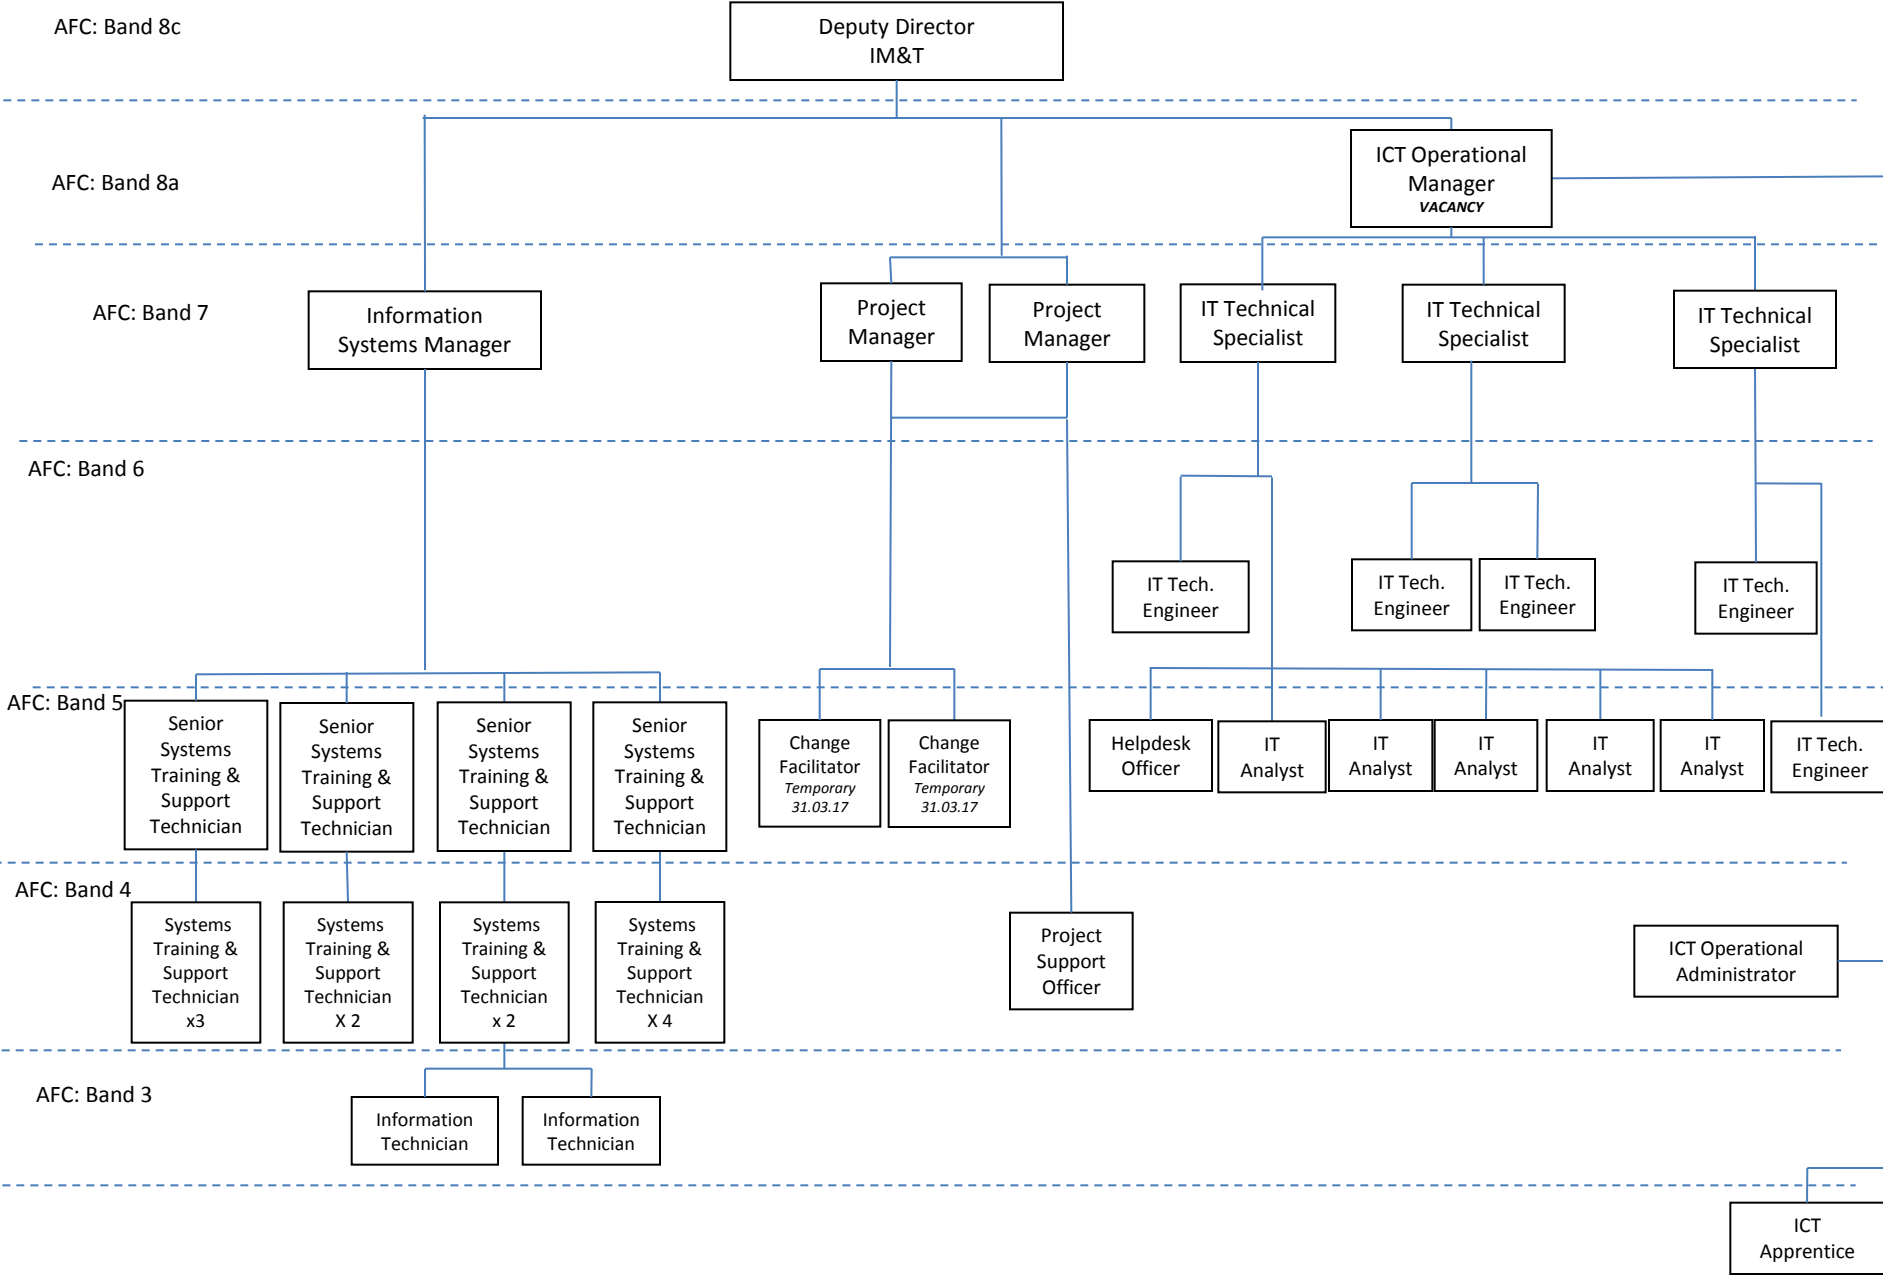 AFC: Band 8c
Deputy Director
IM&T
AFC: Band 8a
ICT Operational
Manager
VACANCY
AFC: Band 7
Information
Systems Manager
Project
Manager
Project
Manager
IT Technical
Specialist
IT Technical
Specialist
IT Technical
Specialist
AFC: Band 6
IT Tech.
Engineer
IT Tech.
Engineer
IT Tech.
Engineer
IT Tech.
Engineer
AFC: Band 5
Senior
Systems
Training &
Support
Technician
Senior
Systems
Training &
Support
Technician
Senior
Systems
Training &
Support
Technician
Senior
Systems
Training &
Support
Technician
Change
Facilitator
Temporary
31.03.17
Change
Facilitator
Temporary
31.03.17
Helpdesk
Officer
IT
Analyst
IT
Analyst
IT
Analyst
IT
Analyst
IT
Analyst
IT Tech.
Engineer
AFC: Band 4
Systems
Training &
Support
Technician
x3
Systems
Training &
Support
Technician
X 2
Systems
Training &
Support
Technician
x 2
Systems
Training &
Support
Technician
X 4
Project
Support
Officer
ICT Operational
Administrator
AFC: Band 3
Information
Technician
Information
Technician
ICT
Apprentice